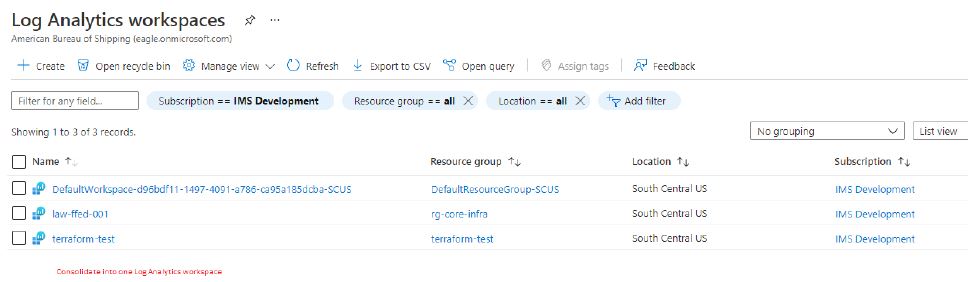 Log Analytics workspaces
American Bureau of Shipping (eagle.onmicrosoft.com)
Create Open recycle bin Manage view Refresh Export to CSV Open query Assign tags Feedback
Filter for any field... Subscription == IMS Development Resource group == all Location == all Add filter
Showing 1 to 3 of 3 records. No grouping List view
Name Resource group Location Subscription
DefaultWorkspace-d96bdf11-1497-4091-a786-ca95a185dcba-SCUS DefaultResourceGroup-SCUS South Central US IMS Development
law-ffed-001 rg-core-infra South Central US IMS Development
terraform-test terraform-test South Central US IMS Development
Consolidate into one Log Analytics workspace